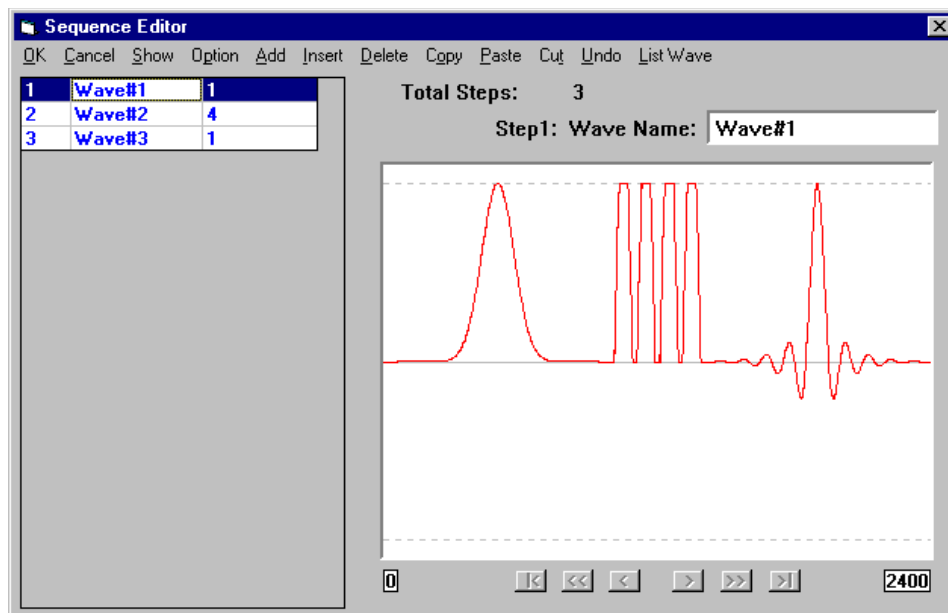 Sequence Editor
OK Cancel Show Option Add Insert Delete Copy Paste Cut Undo List Wave
1 Wave#1 1
2 Wave#2 4
3 Wave#3 1
Total Steps: 3
Step1: Wave Name: Wave#1
0 |< << < > >> >| 2400